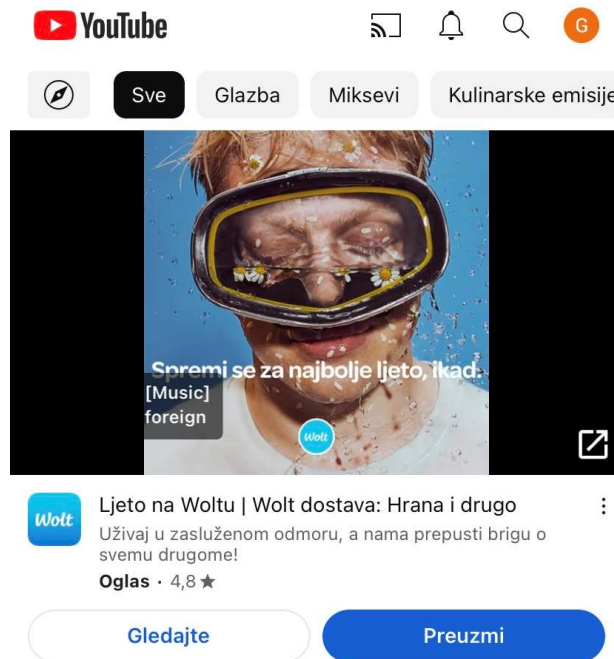 YouTube
G
Sve Glazba Miksevi Kulinarske emisije
Spremi se za najbolje ljeto, ikad.
[Music]
foreign
Wolt
Wolt
Ljeto na Woltu | Wolt dostava: Hrana i drugo
Uživaj u zasluženom odmoru, a nama prepusti brigu o
svemu drugome!
Oglas · 4,8 ★
Gledajte Preuzmi